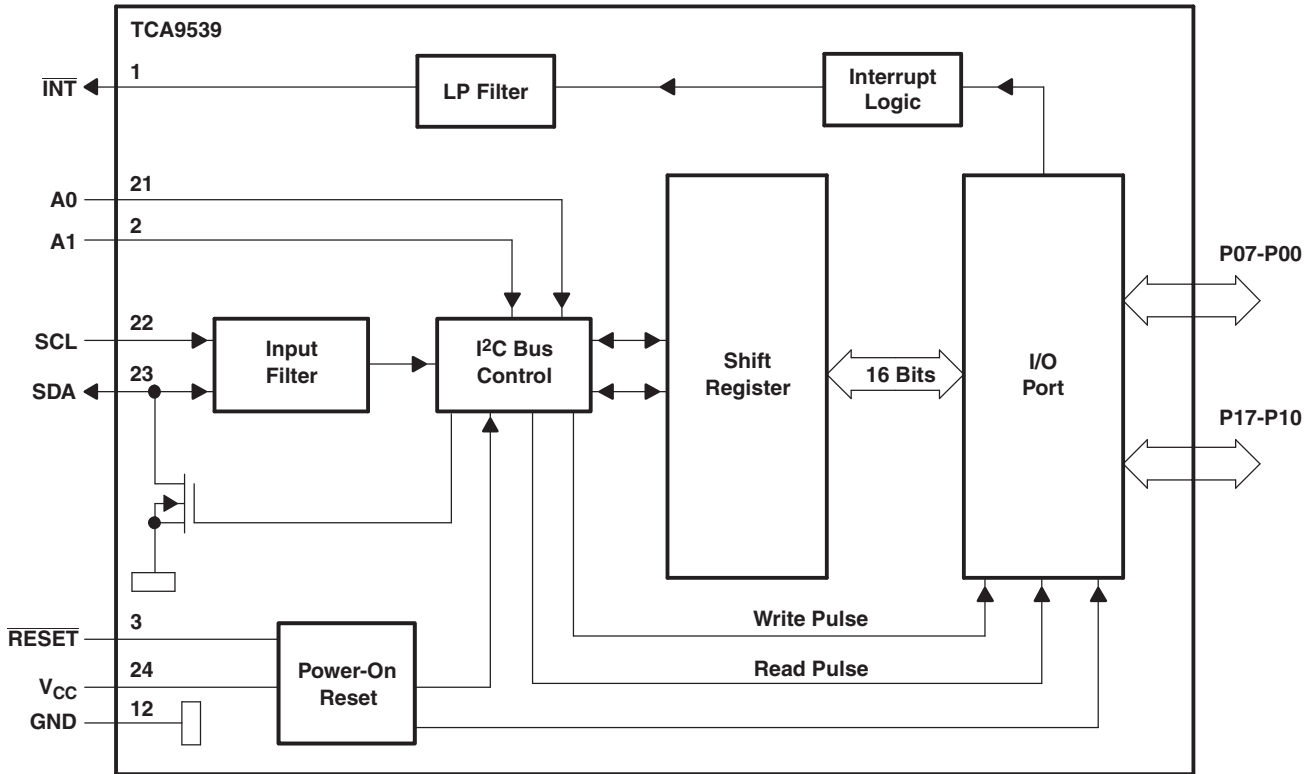 TCA9539
1
INT
LP Filter
Interrupt
Logic
21
A0
2
A1
P07-P00
22
SCL
Input
Filter
I²C Bus
Control
Shift
Register
16 Bits
I/O
Port
23
SDA
P17-P10
3
RESET
Write Pulse
24
VCC
Power-On
Reset
Read Pulse
12
GND